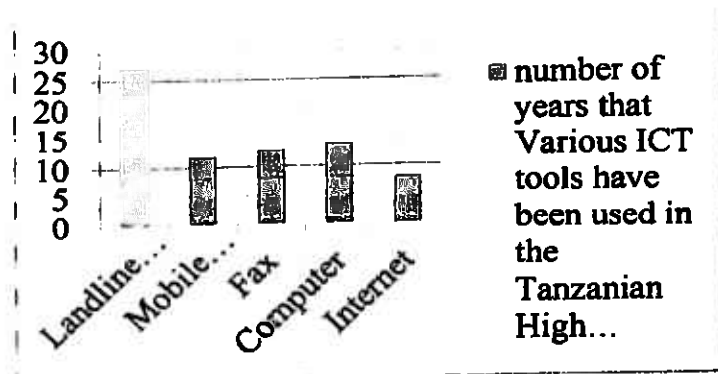 30
25
20
15
10
5
0
Landline...
Mobile...
Fax
Computer
Internet
number of
years that
Various ICT
tools have
been used in
the
Tanzanian
High...